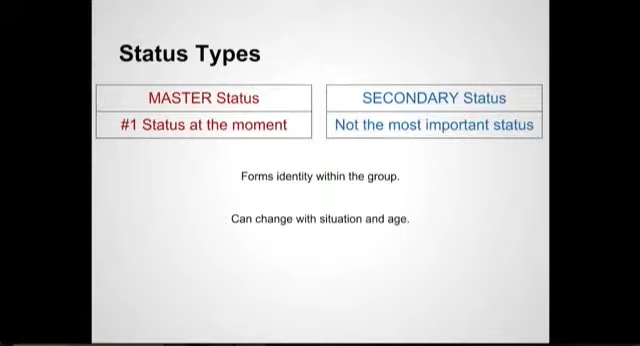 Status Types
MASTER Status
#1 Status at the moment
SECONDARY Status
Not the most important status
Forms identity within the group.
Can change with situation and age.